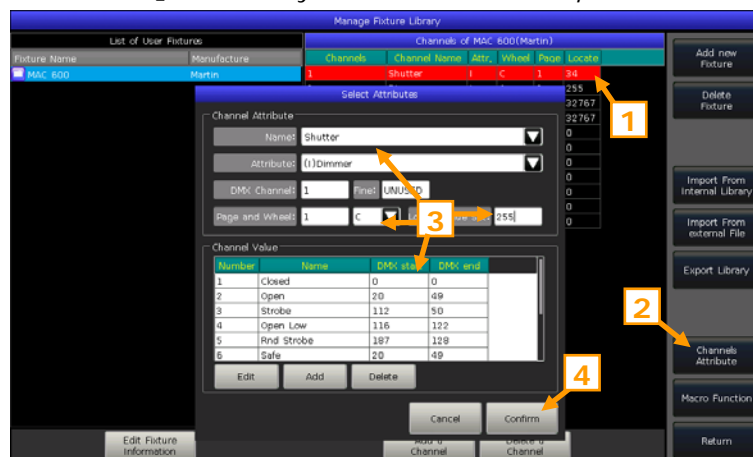 Manage Fixture Library
List of User Fixtures
Channels of MAC 600(Martin)
Fixture Name Manufacture
Channels Channel Name Attr. Wheel Page Locate
MAC 600 Martin
1 Shutter I C 1 34
255
32767
32767
0
0
0
0
0
0
0
1
Select Attributes
Channel Attribute
Name: Shutter
Attribute: (I)Dimmer
DMX Channel: 1 Fine: UNUSED
Page and Wheel: 1 C 255
3
Channel Value
Number Name DMX start DMX end
1 Closed 0 0
2 Open 20 49
3 Strobe 112 50
4 Open Low 116 122
5 Rnd Strobe 187 128
6 Safe 20 49
Edit Add Delete
4
Cancel Confirm
Edit Fixture
Information
Add a
Channel
Delete a
Channel
Add new
Fixture
Delete
Fixture
Import From
Internal Library
Import From
external File
Export Library
2
Channels
Attribute
Macro Function
Return